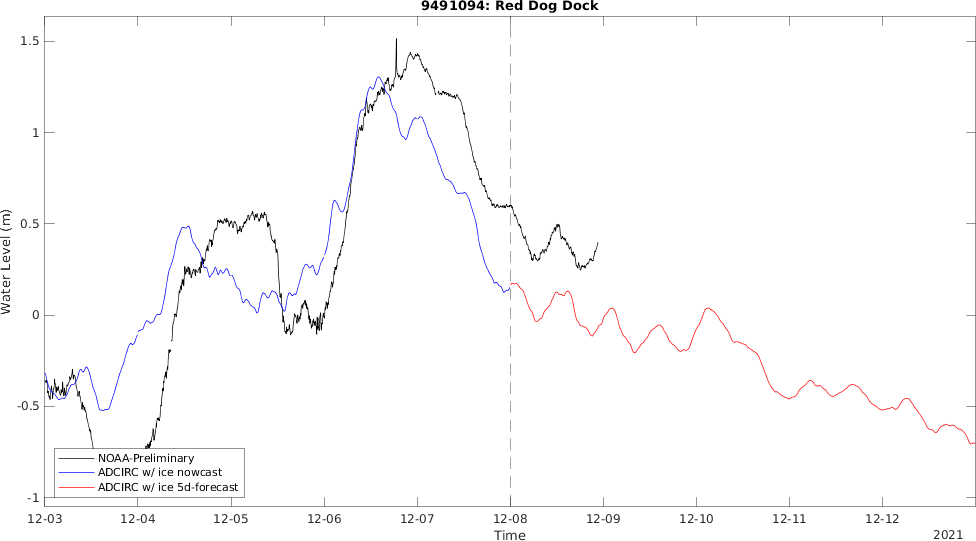 9491094: Red Dog Dock
Water Level (m)
1.5
1
0.5
0
-0.5
-1
NOAA-Preliminary
ADCIRC w/ ice nowcast
ADCIRC w/ ice 5d-forecast
12-03 12-04 12-05 12-06 12-07 12-08 12-09 12-10 12-11 12-12
Time
2021